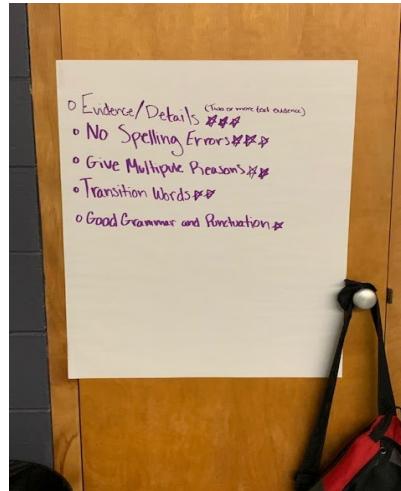 o Evidence/Details (Two or more text evidence) ☆☆☆
o No Spelling Errors ☆☆☆
o Give Multiple Reasons ☆☆
o Transition Words ☆☆
o Good Grammar and Punctuation ☆